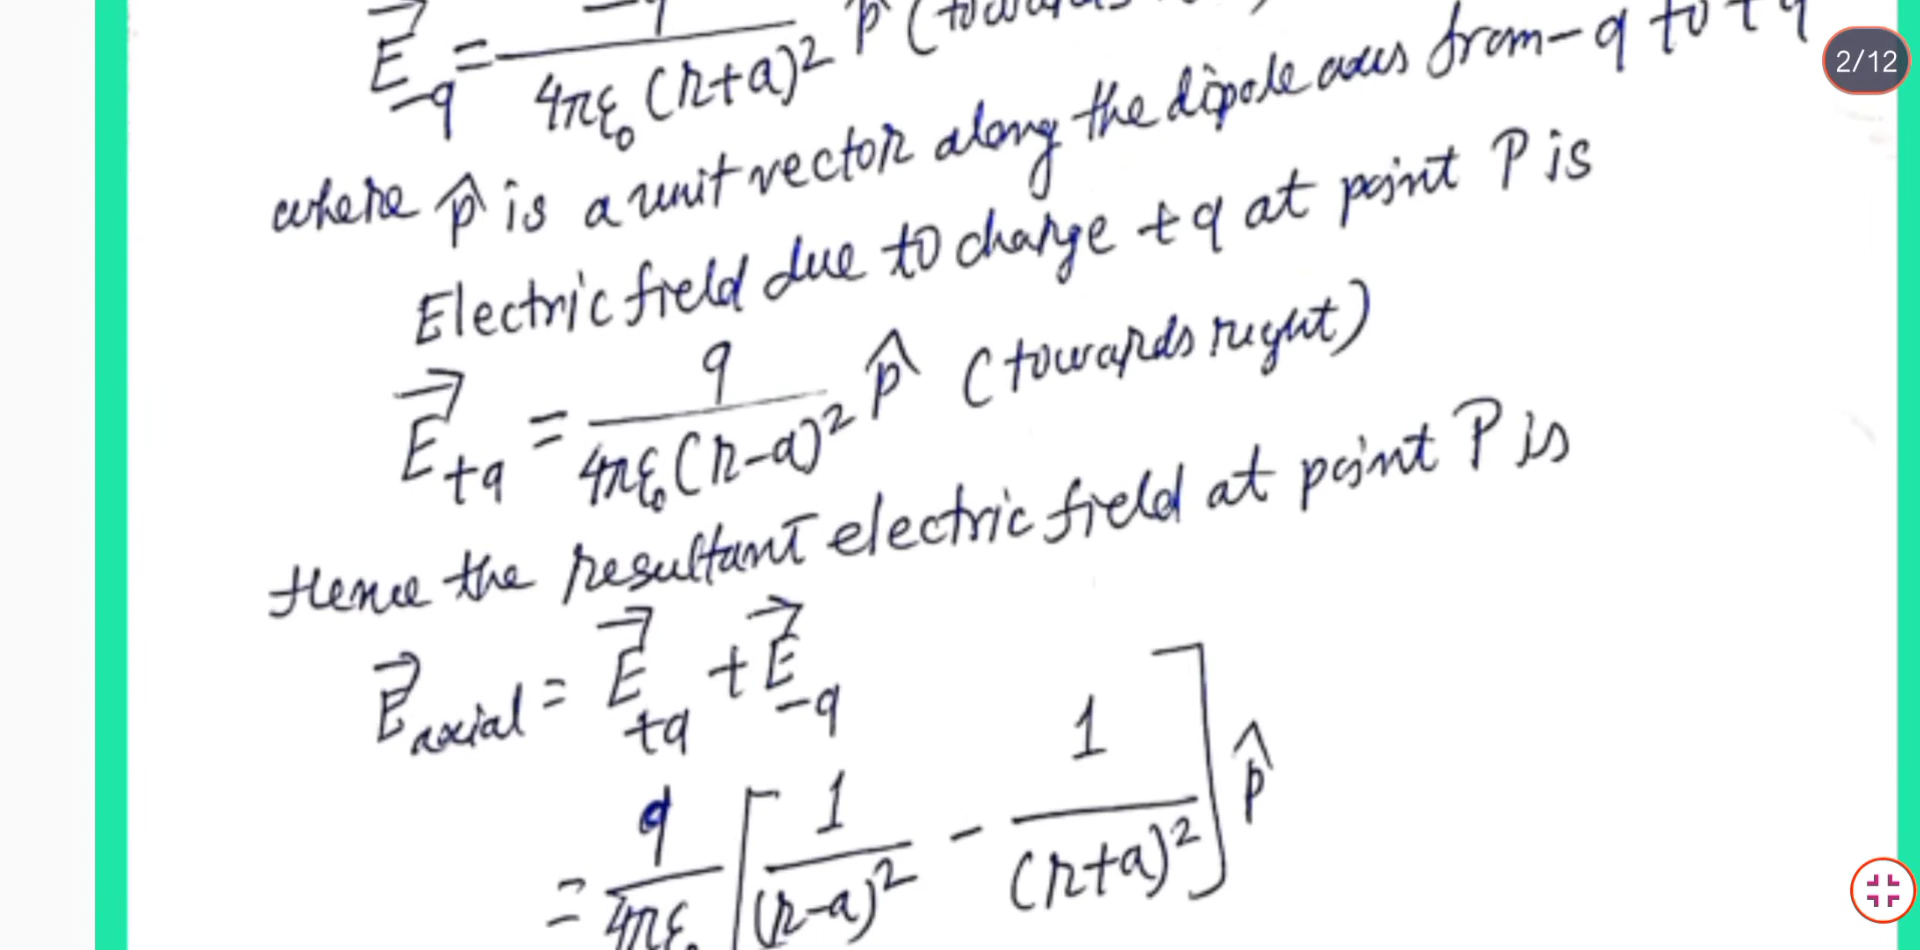 E⃗₋q = −q / 4πε₀(r+a)² p̂ (towards
where p̂ is a unit vector along the dipole axis from −q to +q
2/12
Electric field due to charge +q at point P is
E⃗₊q = q / 4πε₀(r−a)² p̂ (towards right)
Hence the resultant electric field at point P is
E⃗axial = E⃗₊q + E⃗₋q
= q / 4πε₀ [ 1 / (r−a)² − 1 / (r+a)² ] p̂